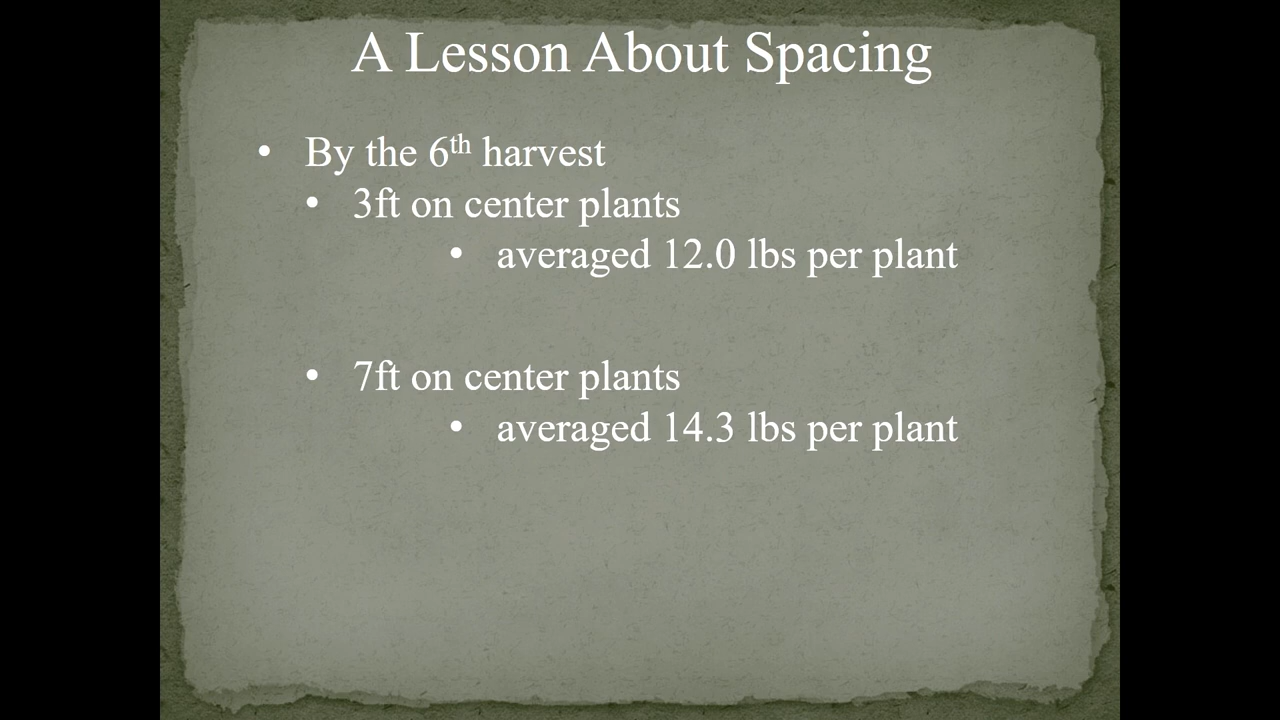 A Lesson About Spacing
• By the 6th harvest
• 3ft on center plants
• averaged 12.0 lbs per plant
• 7ft on center plants
• averaged 14.3 lbs per plant